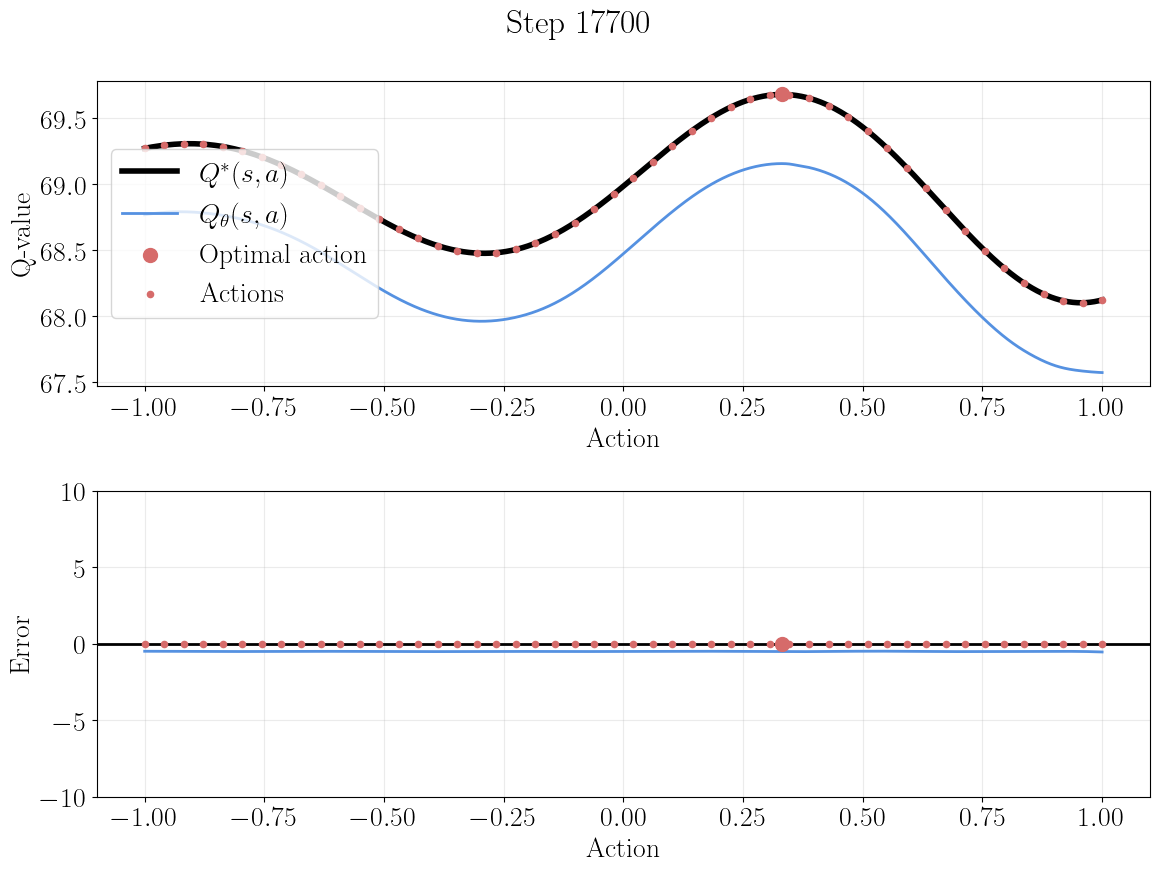 Step 17700
69.5
69.0
68.5
68.0
67.5
Q-value
Q*(s, a)
Qθ(s, a)
Optimal action
Actions
−1.00 −0.75 −0.50 −0.25 0.00 0.25 0.50 0.75 1.00
Action
10
5
0
−5
−10
Error
−1.00 −0.75 −0.50 −0.25 0.00 0.25 0.50 0.75 1.00
Action